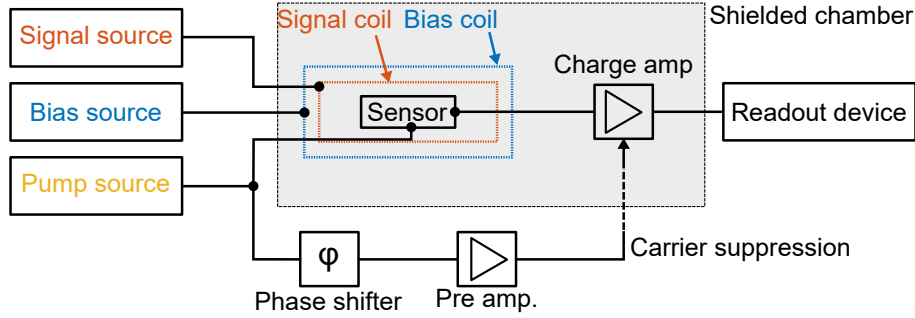 Signal source
Signal coil
Bias coil
Shielded chamber
Charge amp
Bias source
Sensor
Readout device
Pump source
φ
Carrier suppression
Phase shifter
Pre amp.